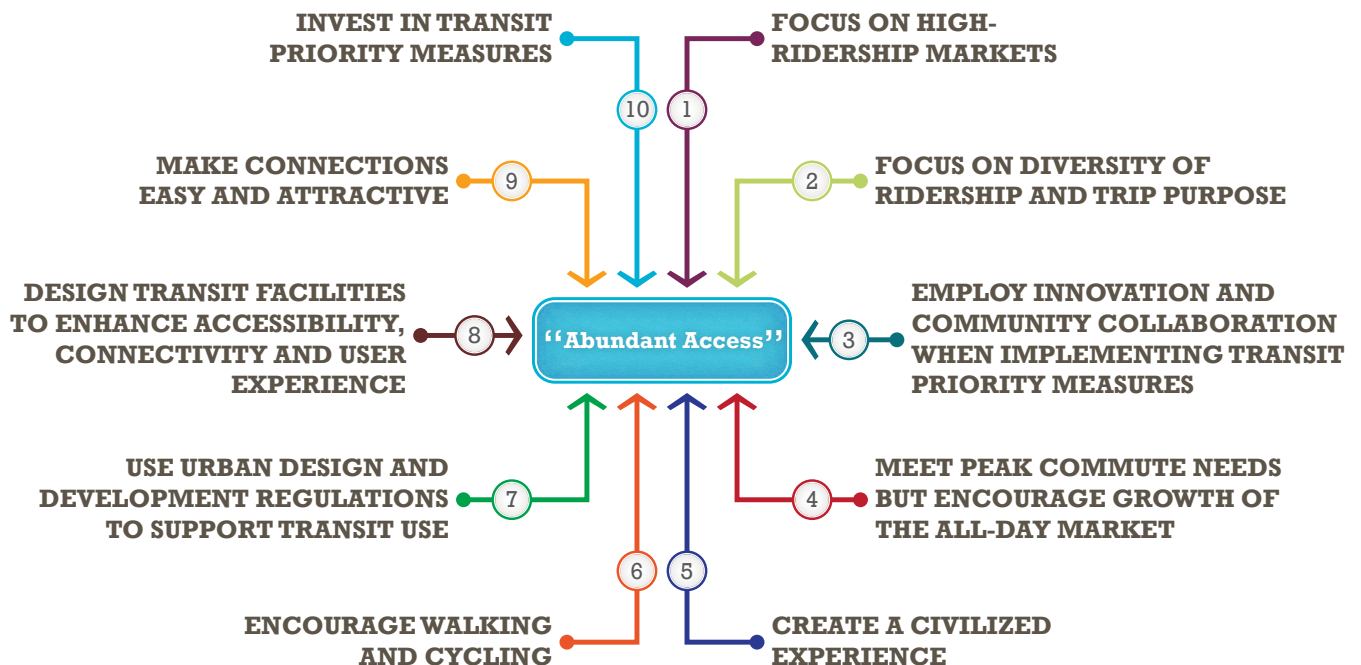 INVEST IN TRANSIT
PRIORITY MEASURES
10
1
FOCUS ON HIGH-
RIDERSHIP MARKETS
MAKE CONNECTIONS
EASY AND ATTRACTIVE
9
2
FOCUS ON DIVERSITY OF
RIDERSHIP AND TRIP PURPOSE
DESIGN TRANSIT FACILITIES
TO ENHANCE ACCESSIBILITY,
CONNECTIVITY AND USER
EXPERIENCE
8
“Abundant Access”
3
EMPLOY INNOVATION AND
COMMUNITY COLLABORATION
WHEN IMPLEMENTING TRANSIT
PRIORITY MEASURES
USE URBAN DESIGN AND
DEVELOPMENT REGULATIONS
TO SUPPORT TRANSIT USE
7
4
MEET PEAK COMMUTE NEEDS
BUT ENCOURAGE GROWTH OF
THE ALL-DAY MARKET
ENCOURAGE WALKING
AND CYCLING
6
5
CREATE A CIVILIZED
EXPERIENCE